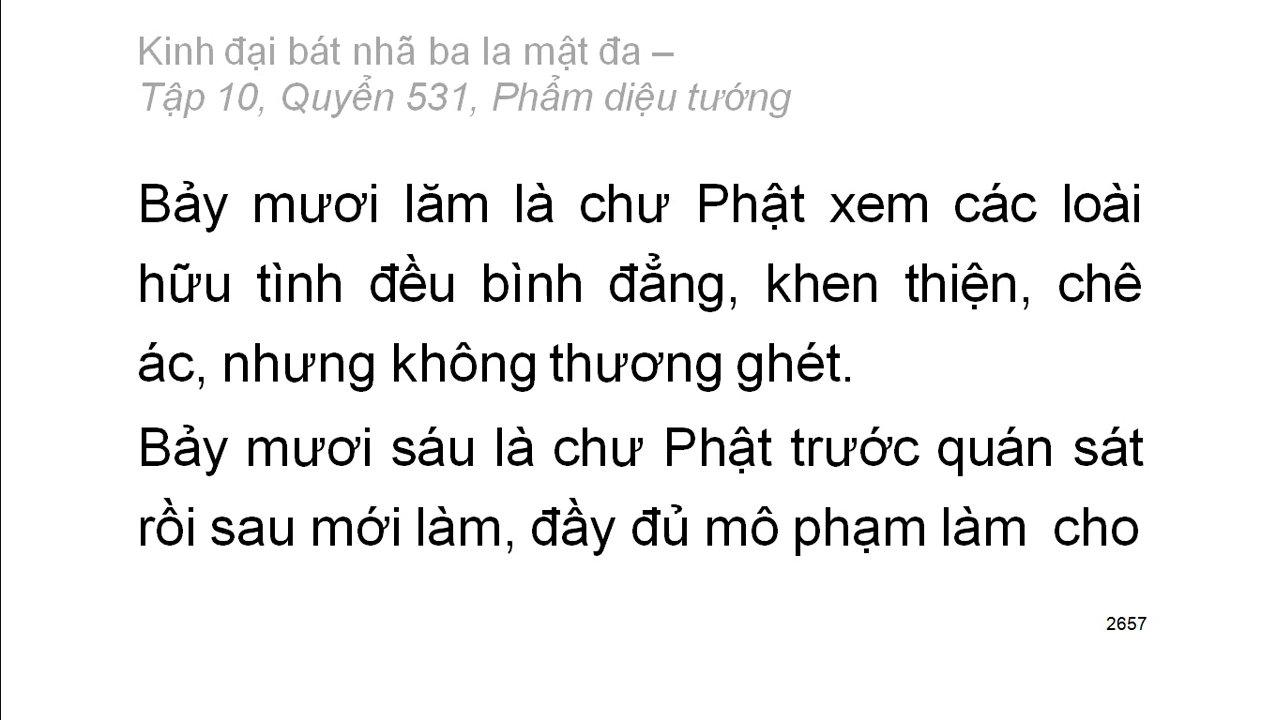 Kinh đại bát nhã ba la mật đa –
Tập 10, Quyển 531, Phẩm diệu tướng
Bảy mươi lăm là chư Phật xem các loài
hữu tình đều bình đẳng, khen thiện, chê
ác, nhưng không thương ghét.
Bảy mươi sáu là chư Phật trước quán sát
rồi sau mới làm, đầy đủ mô phạm làm cho
2657